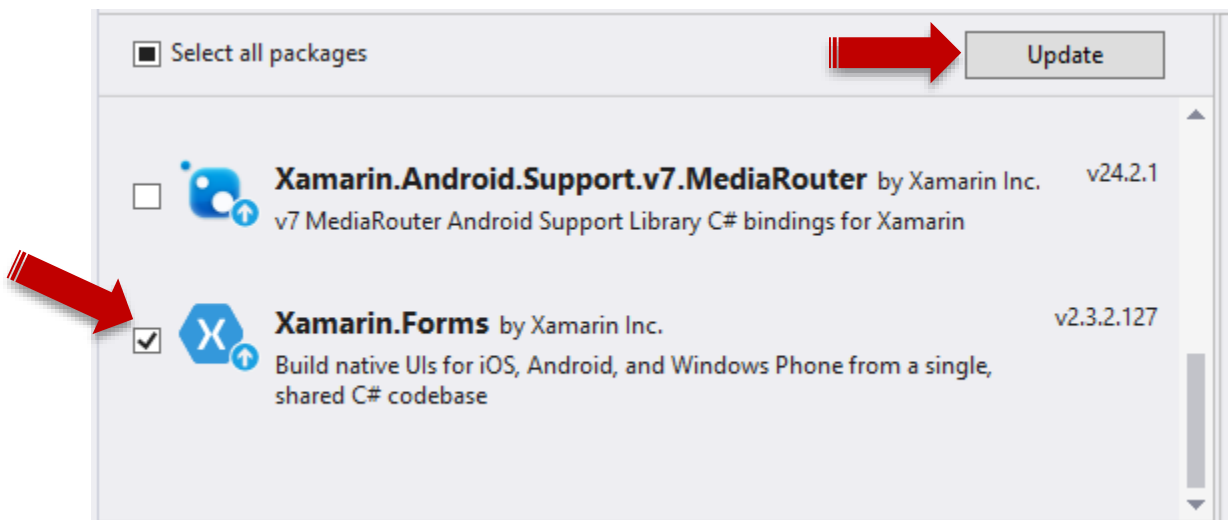 Select all packages
Update
Xamarin.Android.Support.v7.MediaRouter by Xamarin Inc. v24.2.1
v7 MediaRouter Android Support Library C# bindings for Xamarin
Xamarin.Forms by Xamarin Inc. v2.3.2.127
Build native UIs for iOS, Android, and Windows Phone from a single,
shared C# codebase